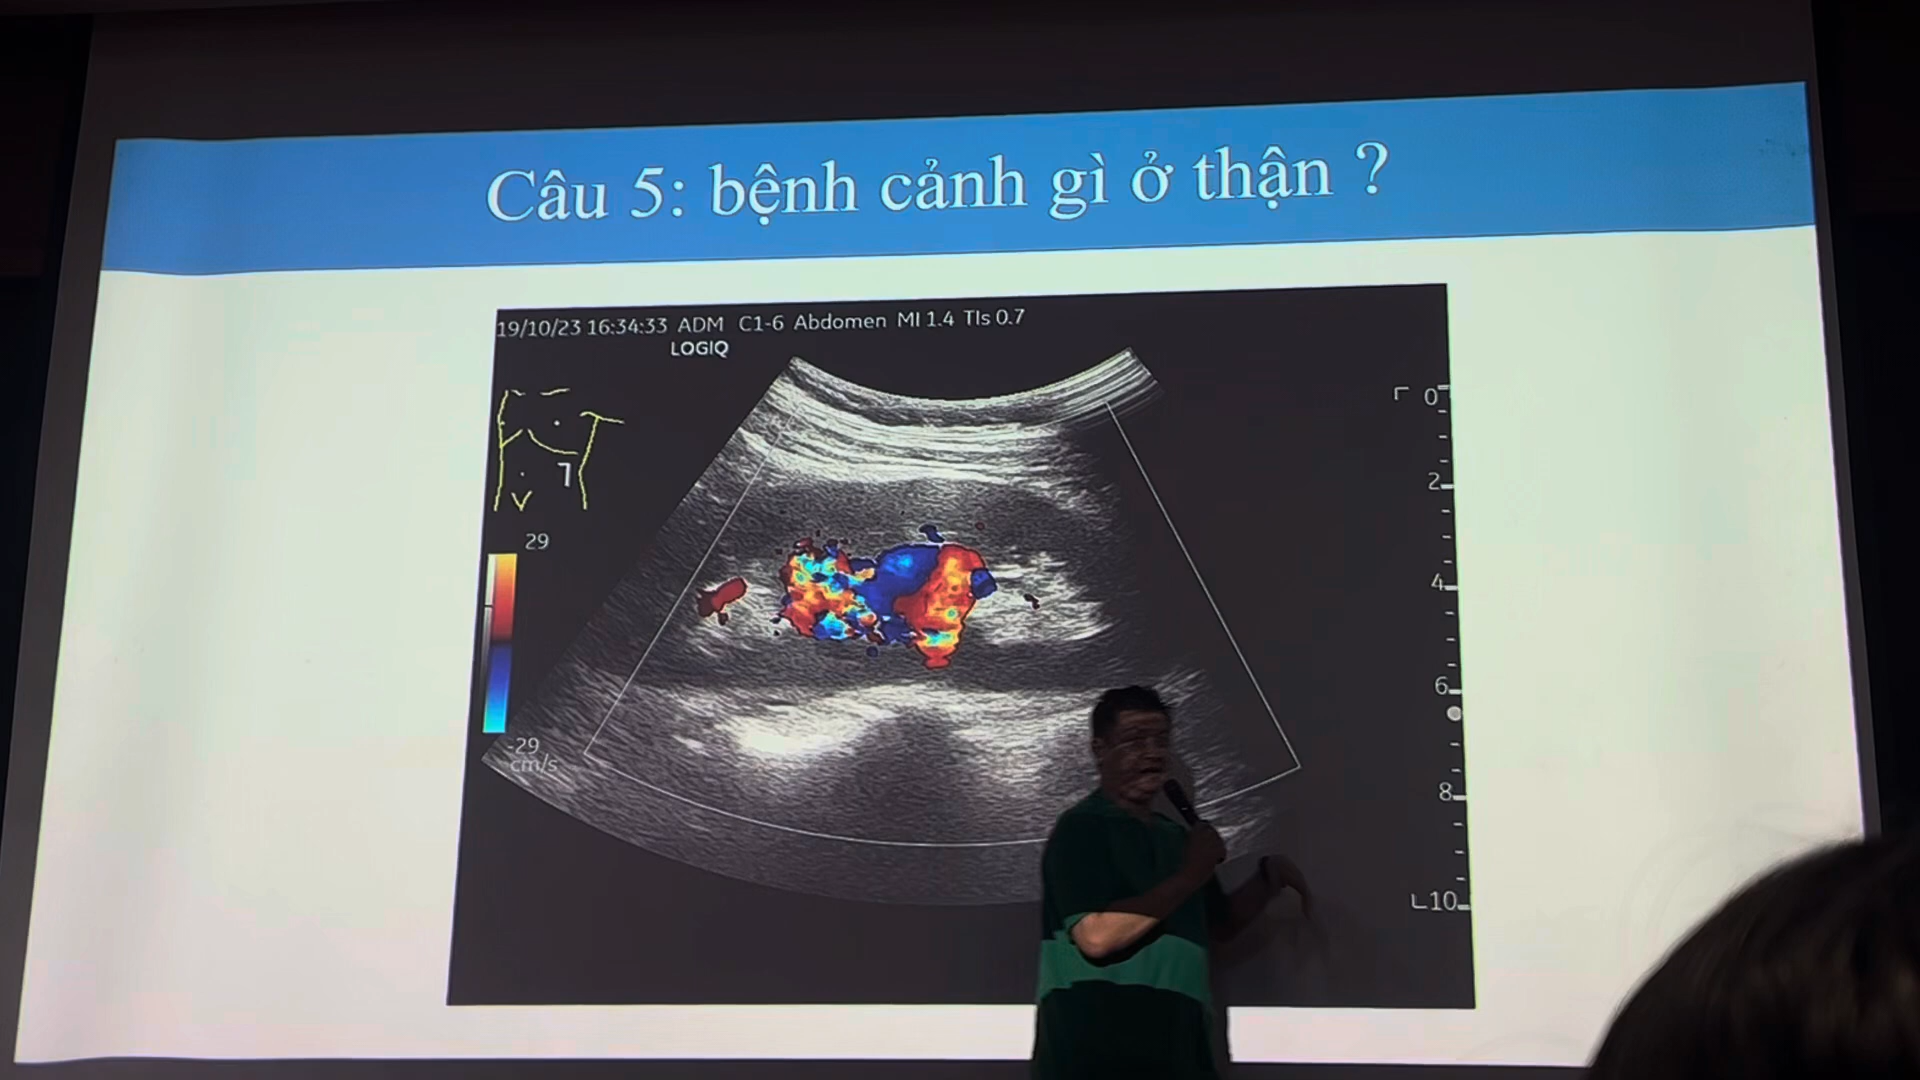 Câu 5: bệnh cảnh gì ở thận ?
19/10/23 16:34:33 ADM C1-6 Abdomen MI 1.4 TIs 0.7
LOGIQ
0
29
2
4
6
-29
cm/s
8
10